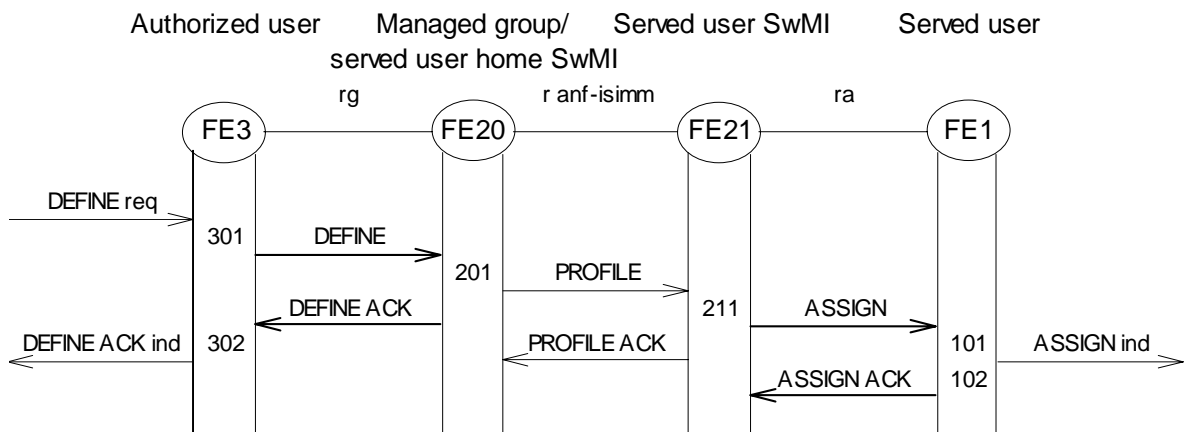 Authorized user Managed group/ Served user SwMI Served user
served user home SwMI
rg r anf-isimm ra
FE3 FE20 FE21 FE1
DEFINE req
301 DEFINE
201 PROFILE
DEFINE ACK 211 ASSIGN
DEFINE ACK ind 302 PROFILE ACK 101 ASSIGN ind
ASSIGN ACK 102